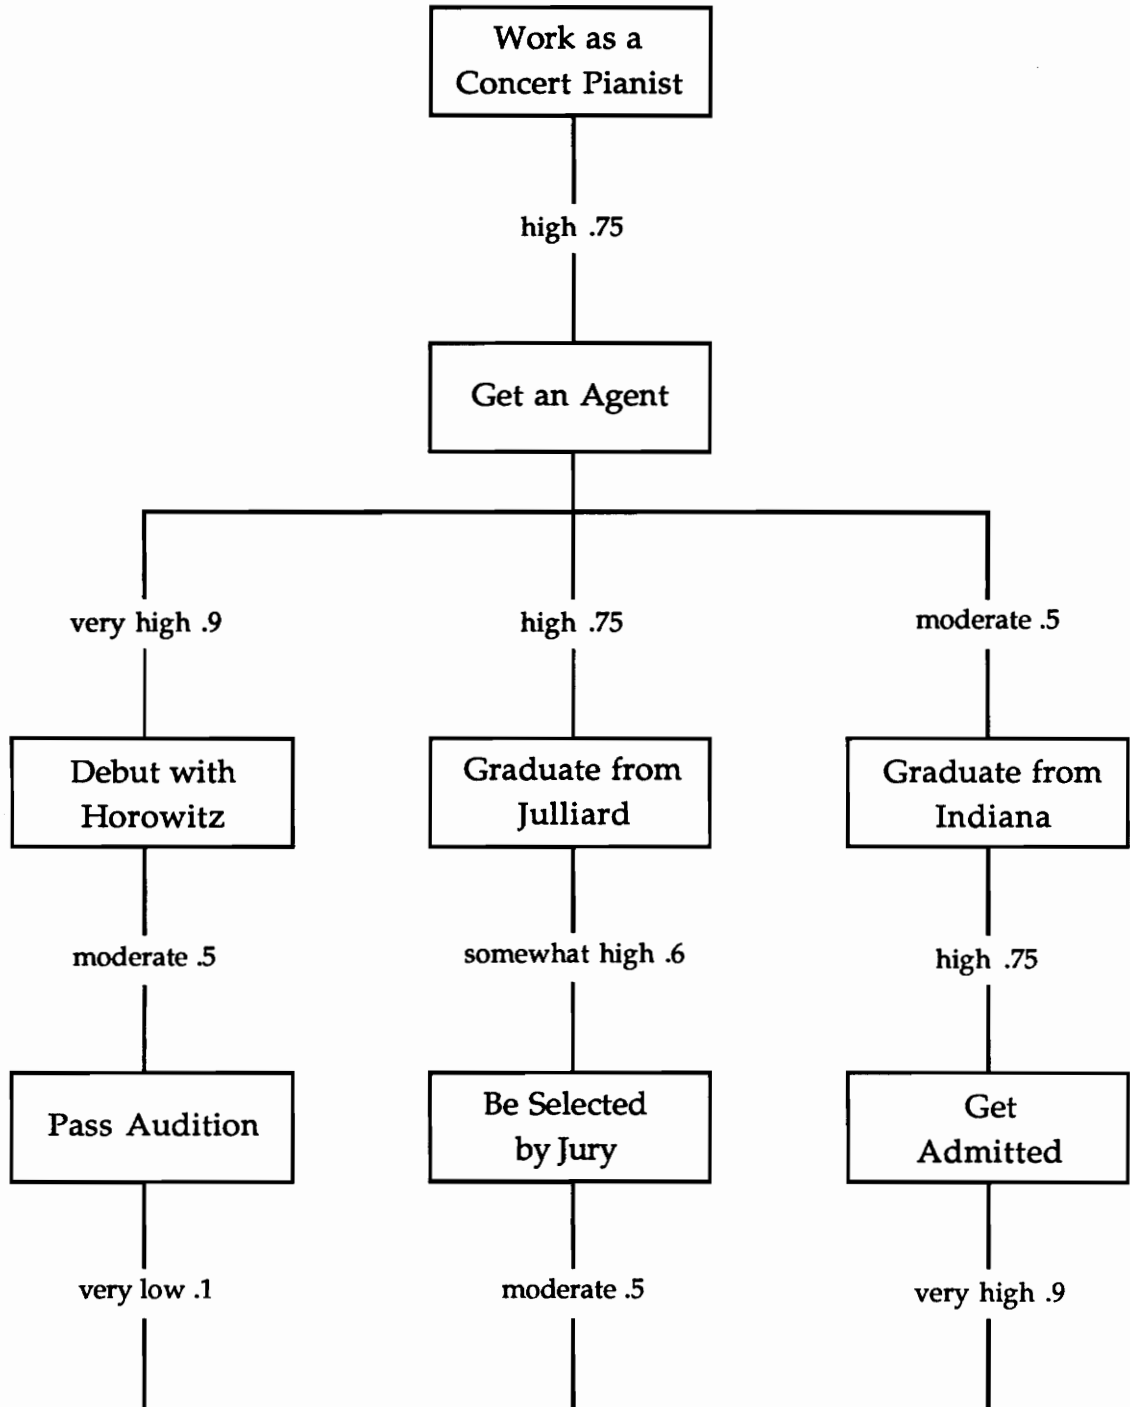 Work as a
Concert Pianist
high .75
Get an Agent
very high .9
high .75
moderate .5
Debut with
Horowitz
Graduate from
Julliard
Graduate from
Indiana
moderate .5
somewhat high .6
high .75
Pass Audition
Be Selected
by Jury
Get
Admitted
very low .1
moderate .5
very high .9